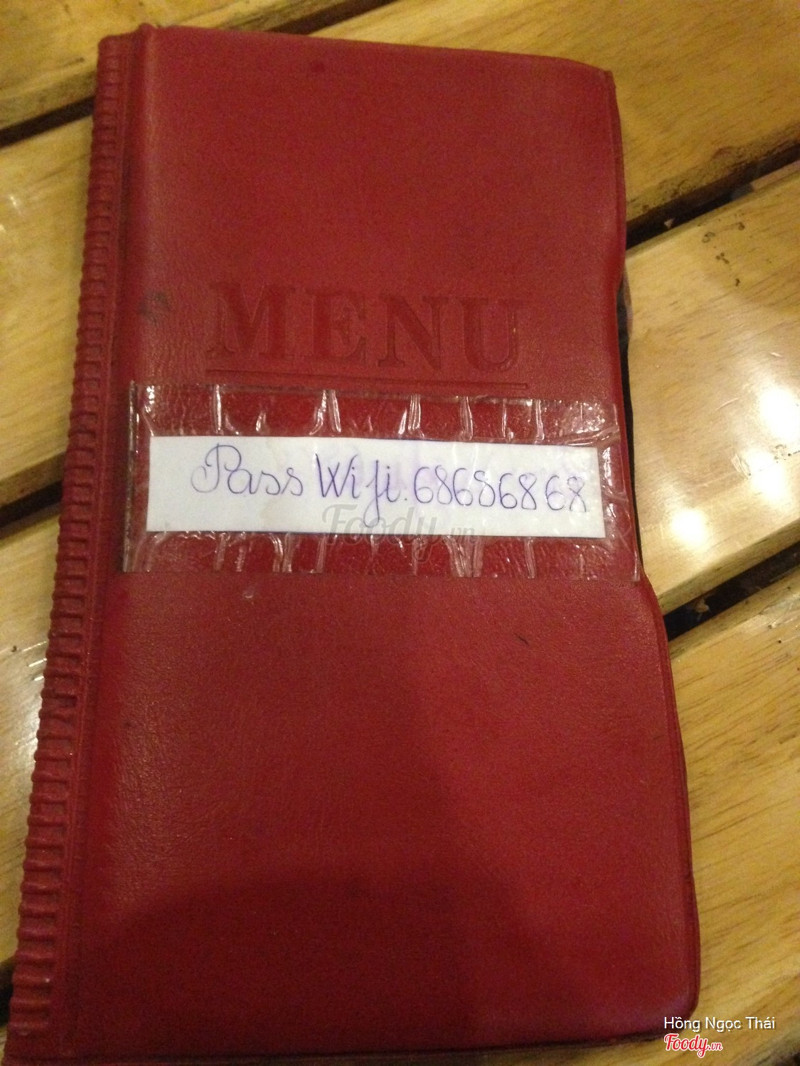 MENU
Pass Wifi.68686868
Foody.vn
Hồng Ngọc Thái
Foody.vn